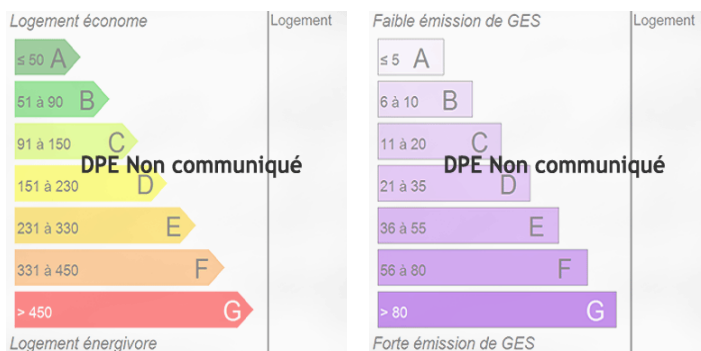 Logement économe
Logement
≤ 50 A
51 à 90 B
91 à 150 C
DPE Non communiqué
151 à 230 D
231 à 330 E
331 à 450 F
> 450 G
Logement énergivore
Faible émission de GES
Logement
≤ 5 A
6 à 10 B
11 à 20 C
DPE Non communiqué
21 à 35 D
36 à 55 E
56 à 80 F
> 80 G
Forte émission de GES